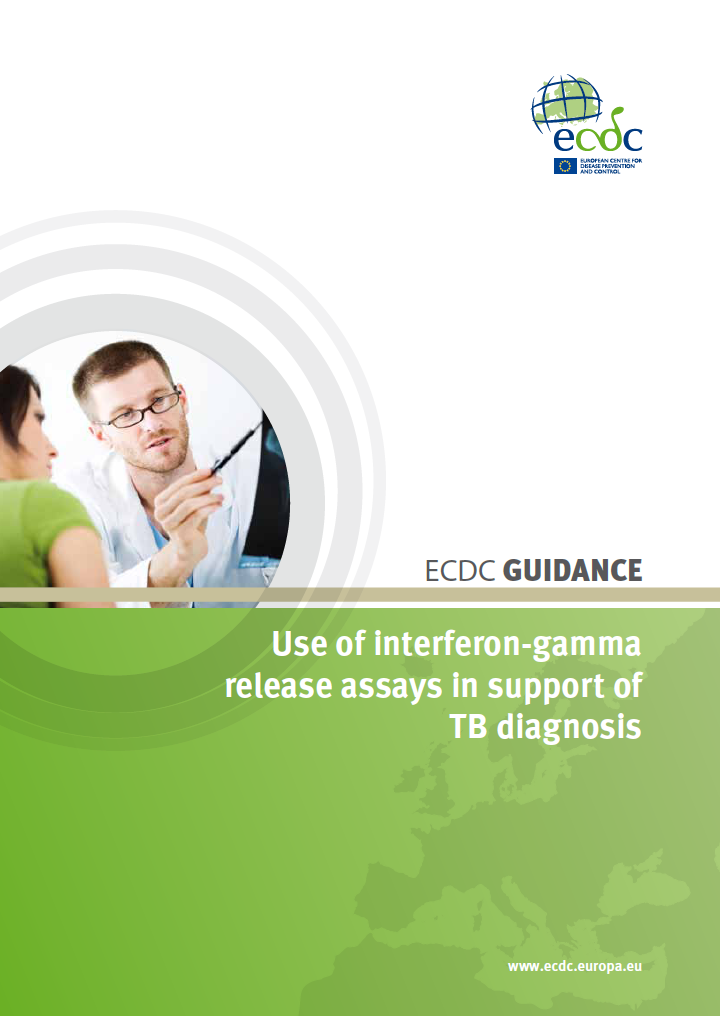 ecdc
EUROPEAN CENTRE FOR
DISEASE PREVENTION
AND CONTROL
ECDC GUIDANCE
Use of interferon-gamma
release assays in support of
TB diagnosis
www.ecdc.europa.eu